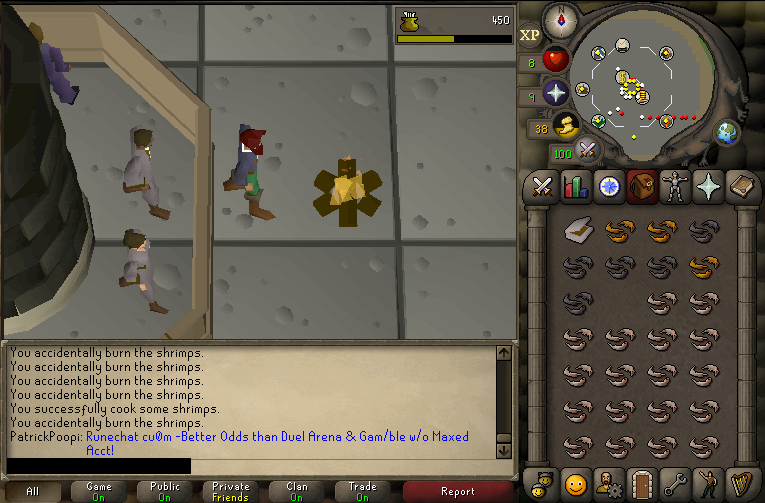 450
XP
N
8
9
38
100
You accidentally burn the shrimps.
You accidentally burn the shrimps.
You accidentally burn the shrimps.
You accidentally burn the shrimps.
You successfully cook some shrimps.
You accidentally burn the shrimps.
PatrickPoopi: Runechat cu0m -Better Odds than Duel Arena & Gam/ble w/o Maxed
Acct!
All
Game
On
Public
On
Private
Friends
Clan
On
Trade
On
Report